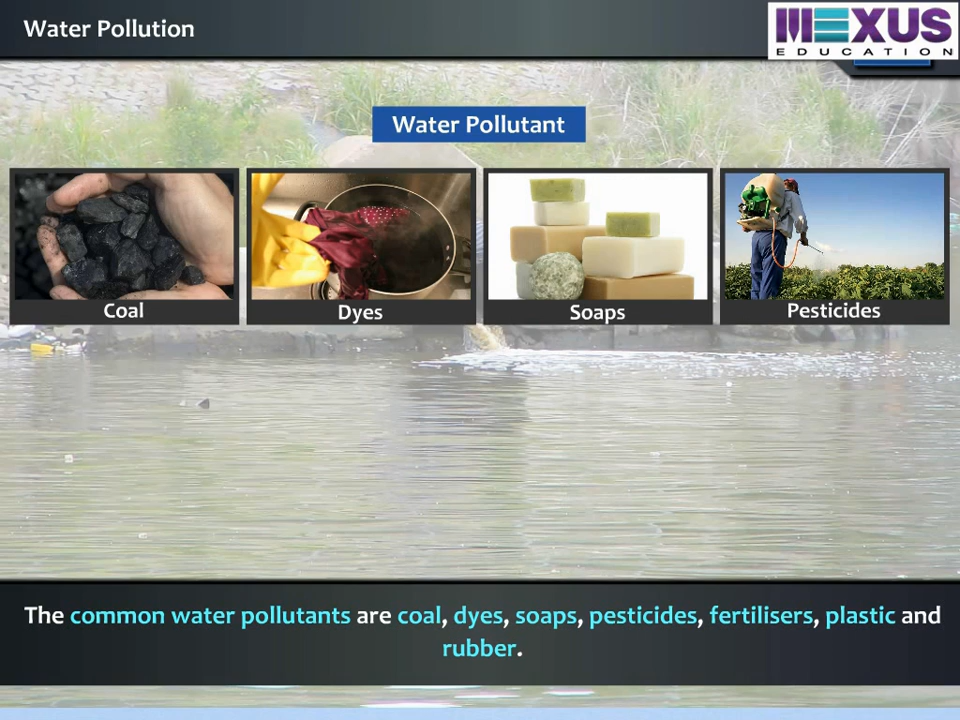 Water Pollution
MEXUS
EDUCATION
Water Pollutant
Coal
Dyes
Soaps
Pesticides
The common water pollutants are coal, dyes, soaps, pesticides, fertilisers, plastic and
rubber.